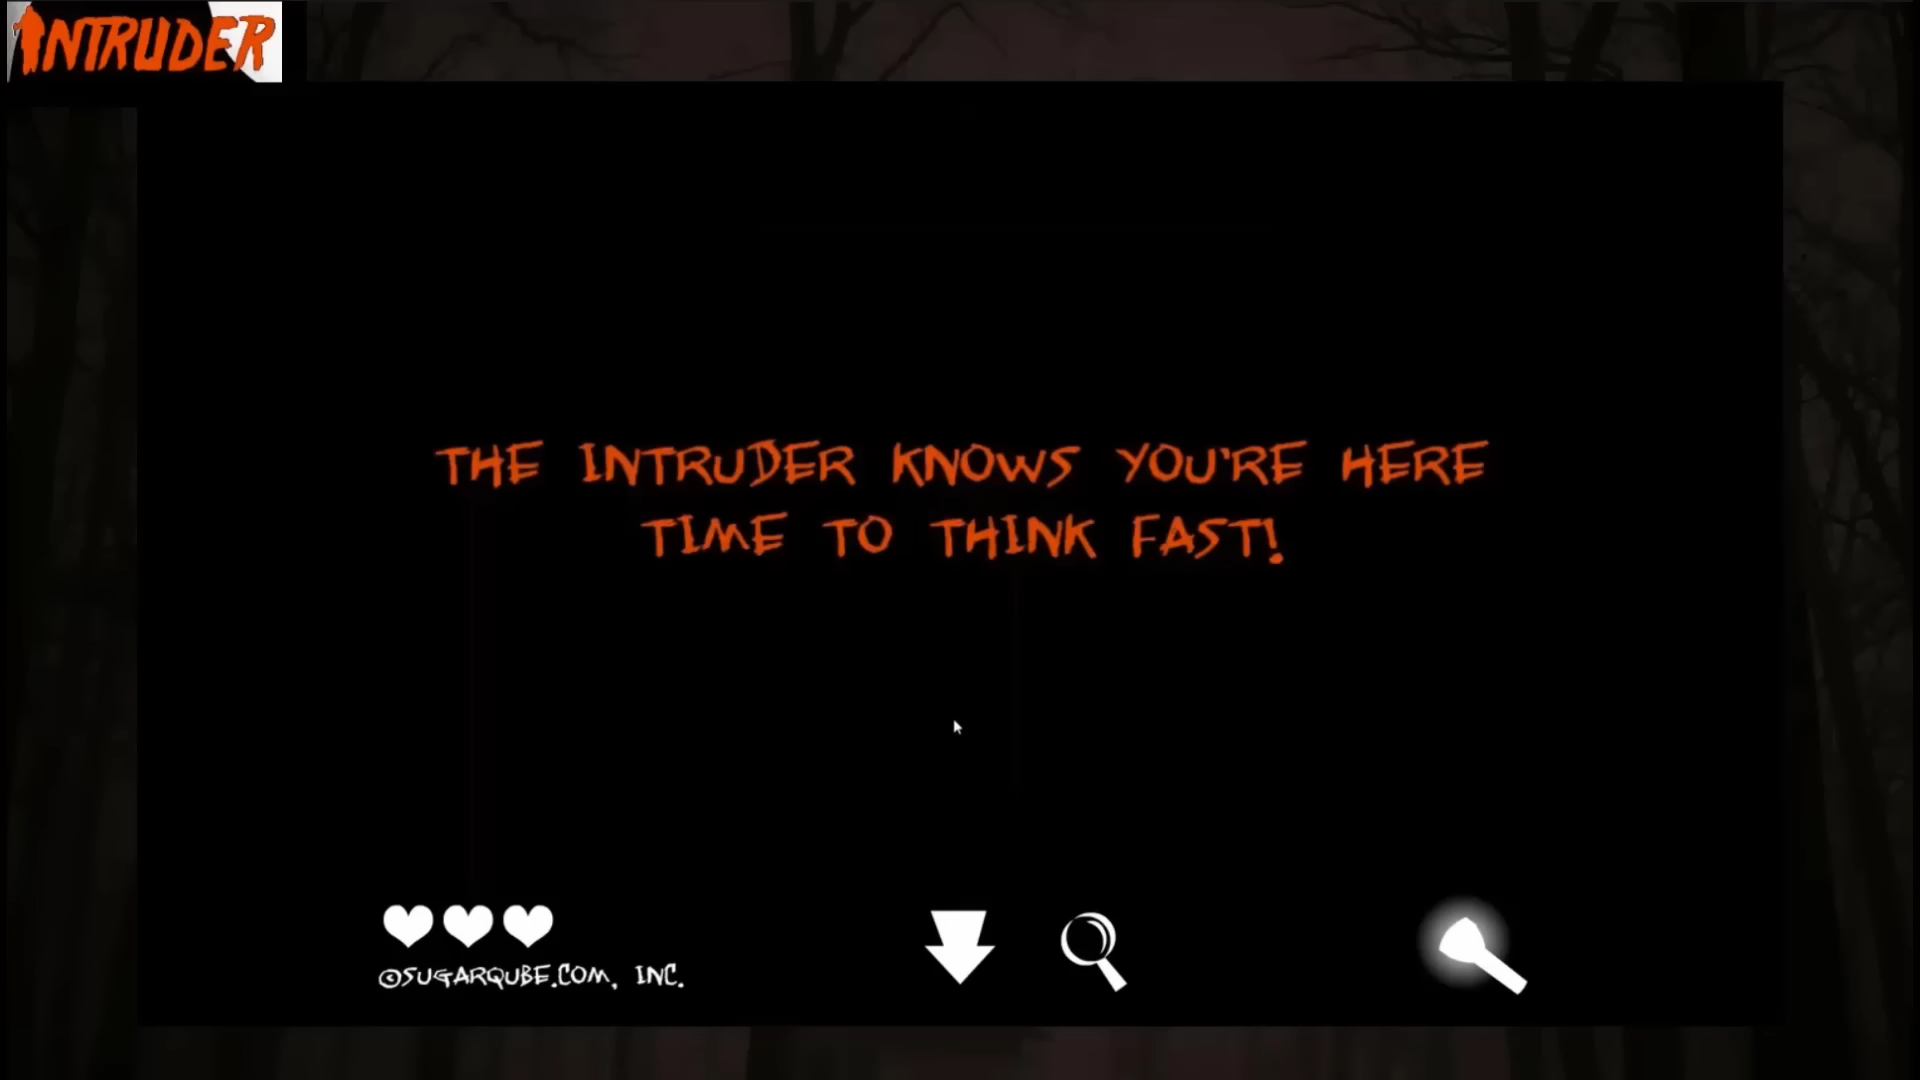 INTRUDER
THE INTRUDER KNOWS YOU'RE HERE
TIME TO THINK FAST!
©SUGARQUBE.COM, INC.